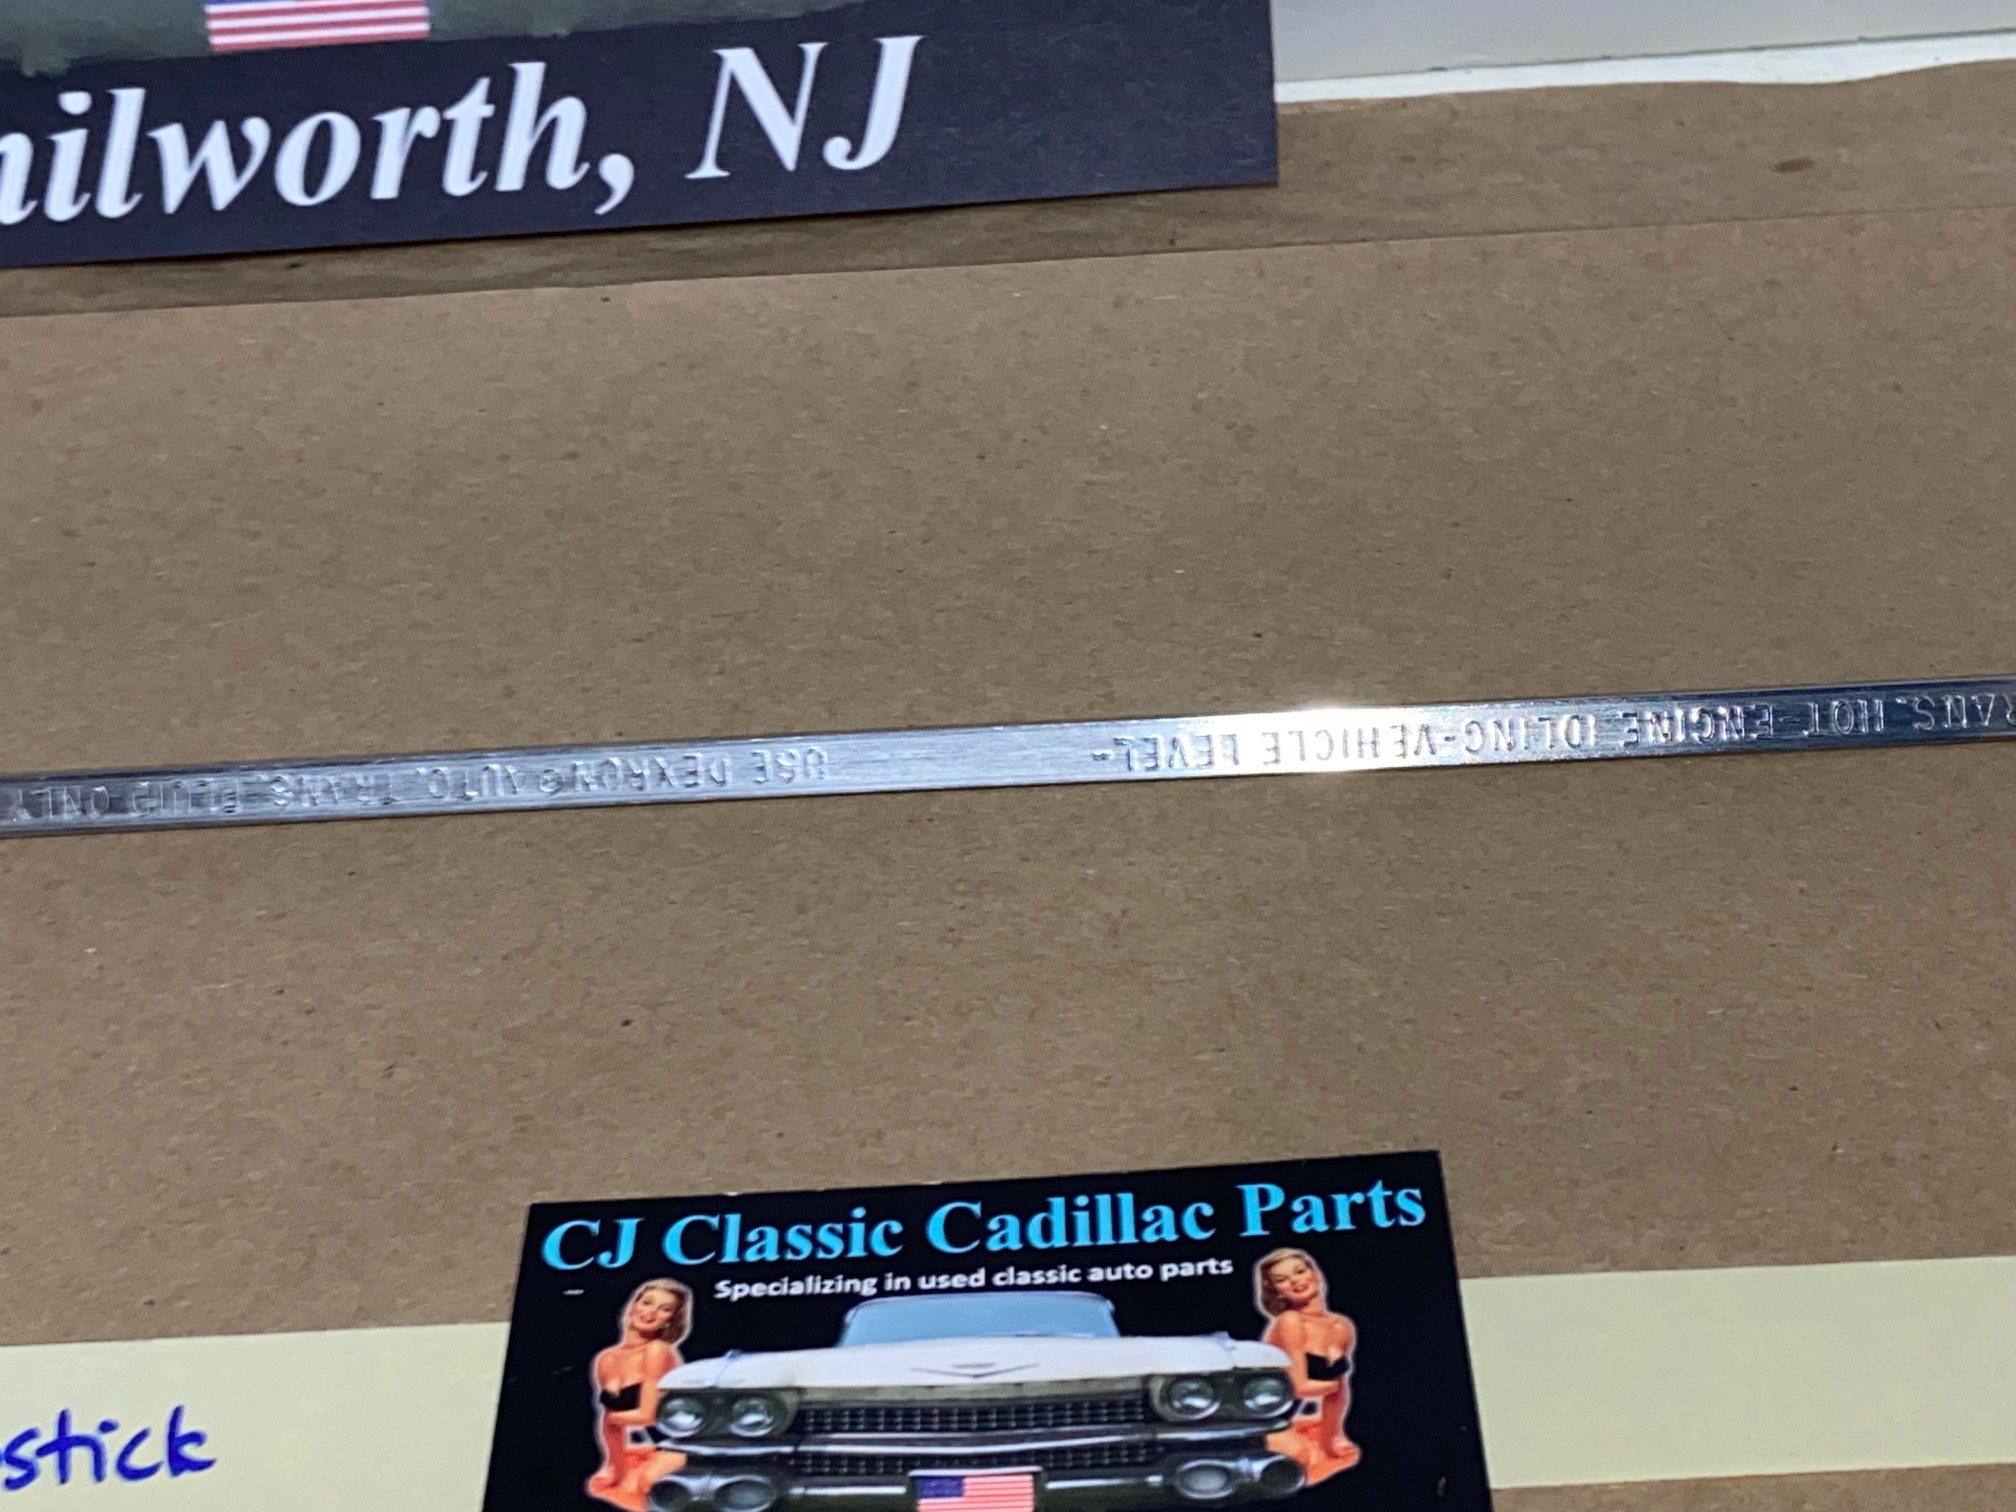 nilworth, NJ
RANS. HOT-ENGINE IDLING-VEHICLE LEVEL- USE DEXRON® AUTO. TRANS. FLUID ONLY
CJ Classic Cadillac Parts
Specializing in used classic auto parts
stick